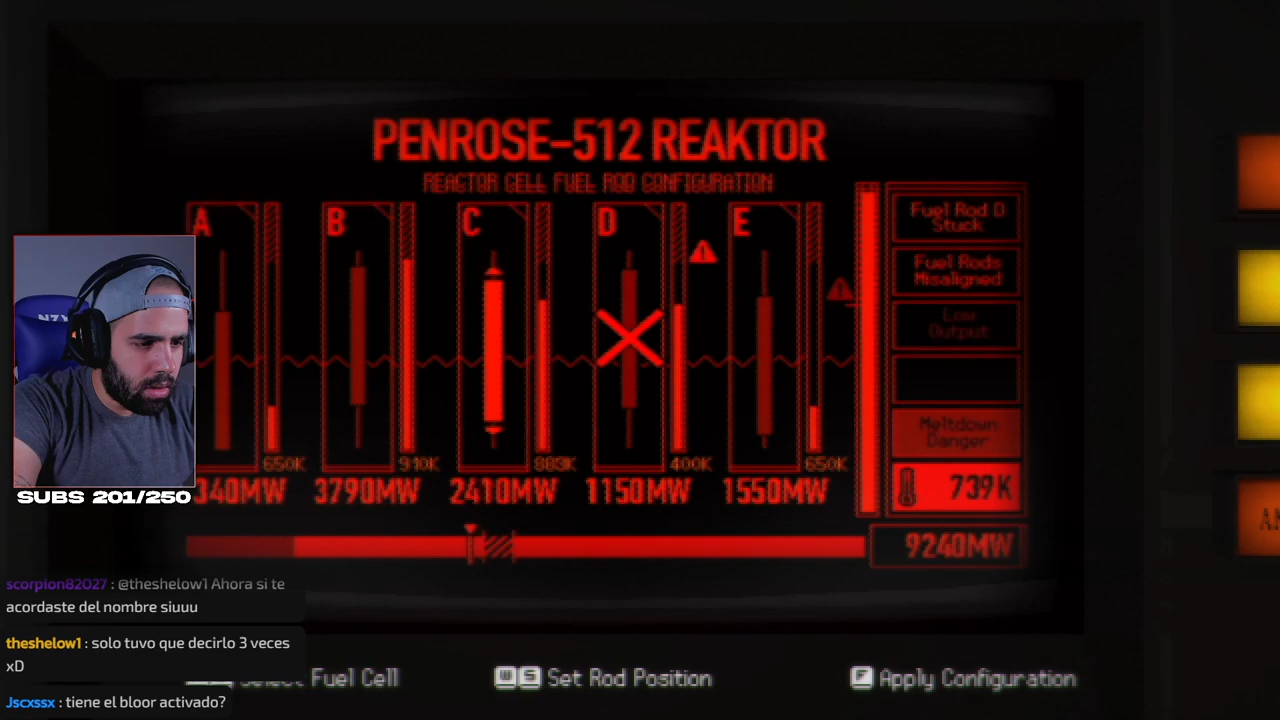 PENROSE-512 REAKTOR
REACTOR CELL FUEL ROD CONFIGURATION
A
B
C
D
E
Fuel Rod D
Stuck
Fuel Rods
Misaligned
Low
Output
Meltdown
Danger
739K
650K
910K
883K
400K
650K
340MW
3790MW
2410MW
1150MW
1550MW
9240MW
SUBS 201/250
scorpion82027 : @theshelow1 Ahora si te
acordaste del nombre siuuu
theshelow1 : solo tuvo que decirlo 3 veces
xD
Jscxssx : tiene el bloor activado?
Select Fuel Cell
W S Set Rod Position
F Apply Configuration